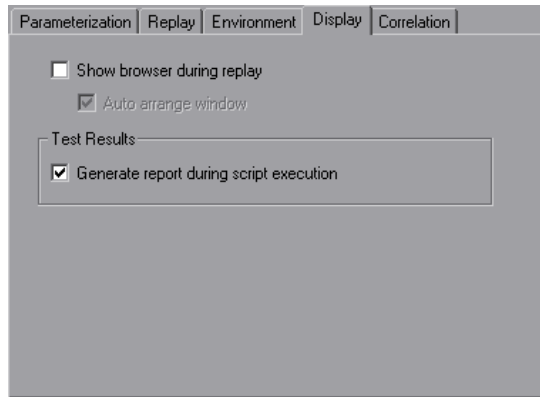 Parameterization Replay Environment Display Correlation
Show browser during replay
Auto arrange window
Test Results
Generate report during script execution